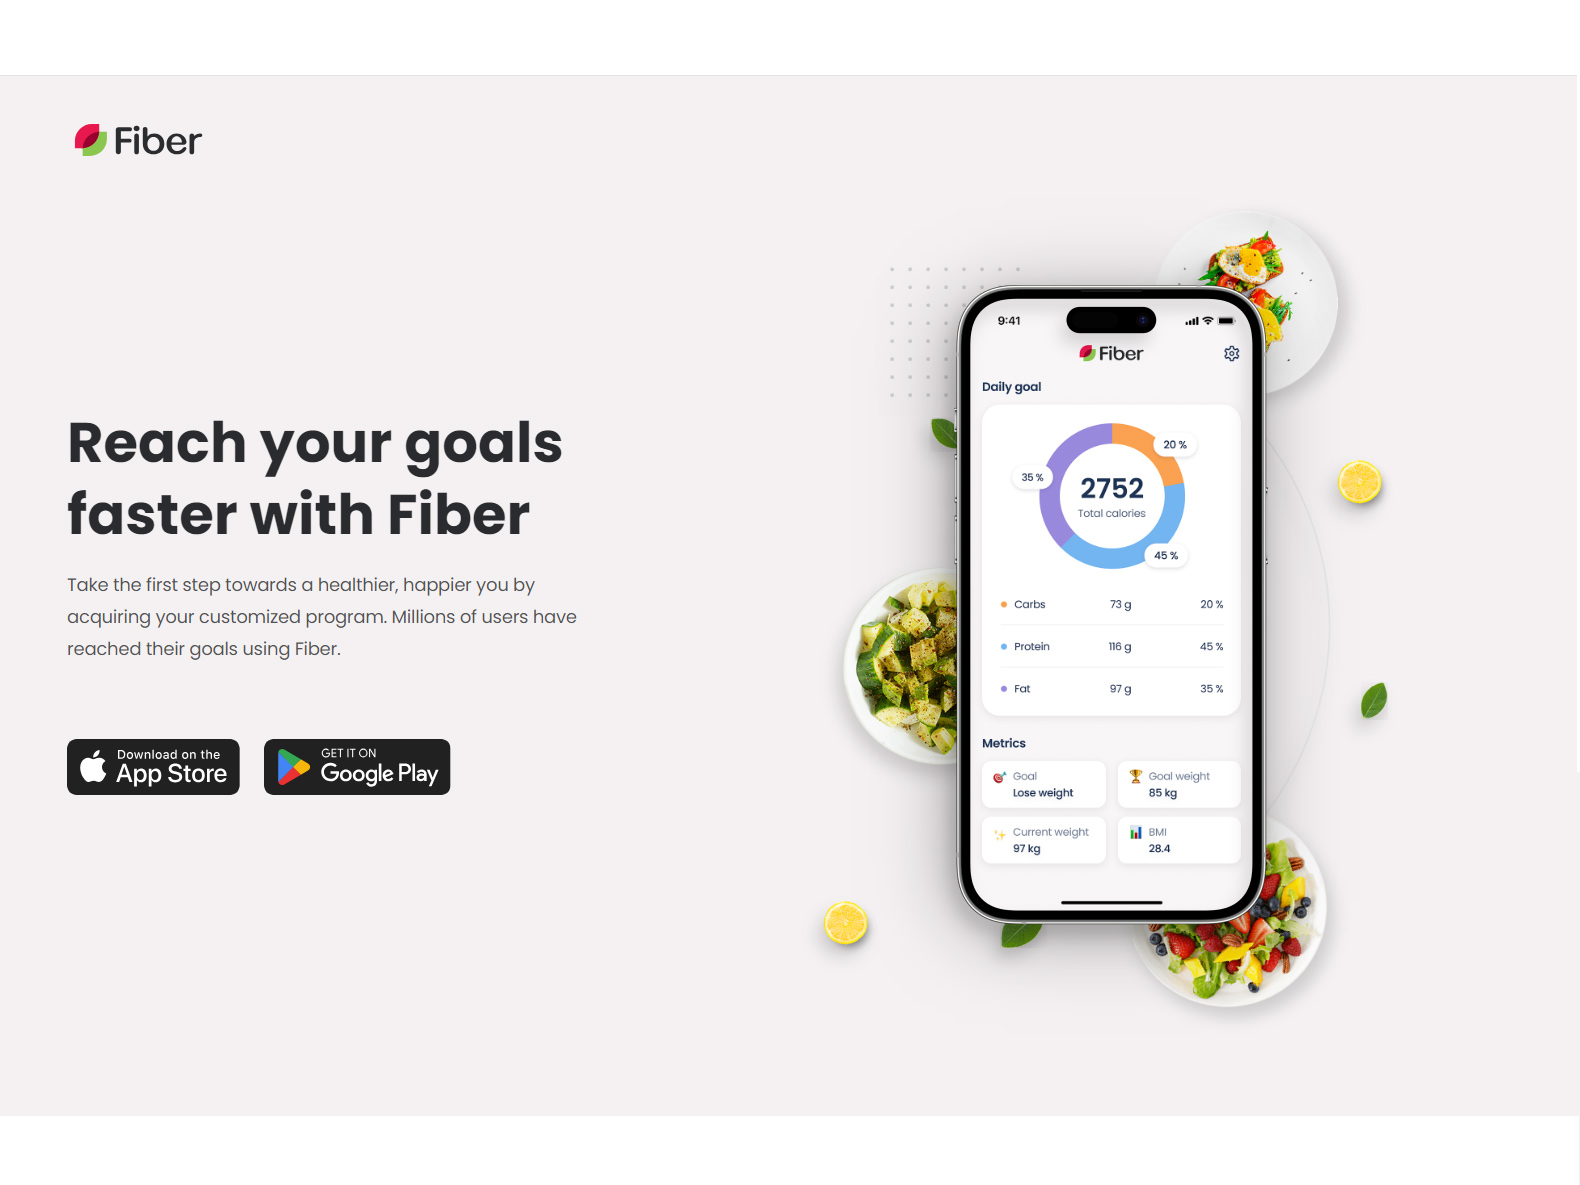 Fiber
Reach your goals
faster with Fiber
Take the first step towards a healthier, happier you by
acquiring your customized program. Millions of users have
reached their goals using Fiber.
Download on the
App Store
GET IT ON
Google Play
9:41
Fiber
Daily goal
20 %
35 %
2752
Total calories
45 %
Carbs 73 g 20 %
Protein 116 g 45 %
Fat 97 g 35 %
Metrics
Goal
Lose weight
Goal weight
85 kg
Current weight
97 kg
BMI
28.4